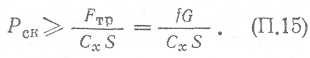 P_ск ⩾ F_тр / C_x S = fG / C_x S . (П.15)